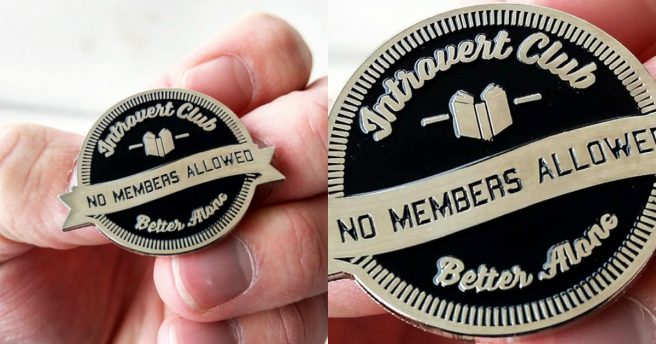 Introvert Club
NO MEMBERS ALLOWED
Better Alone
Introvert Club
NO MEMBERS ALLOWED
Better Alone